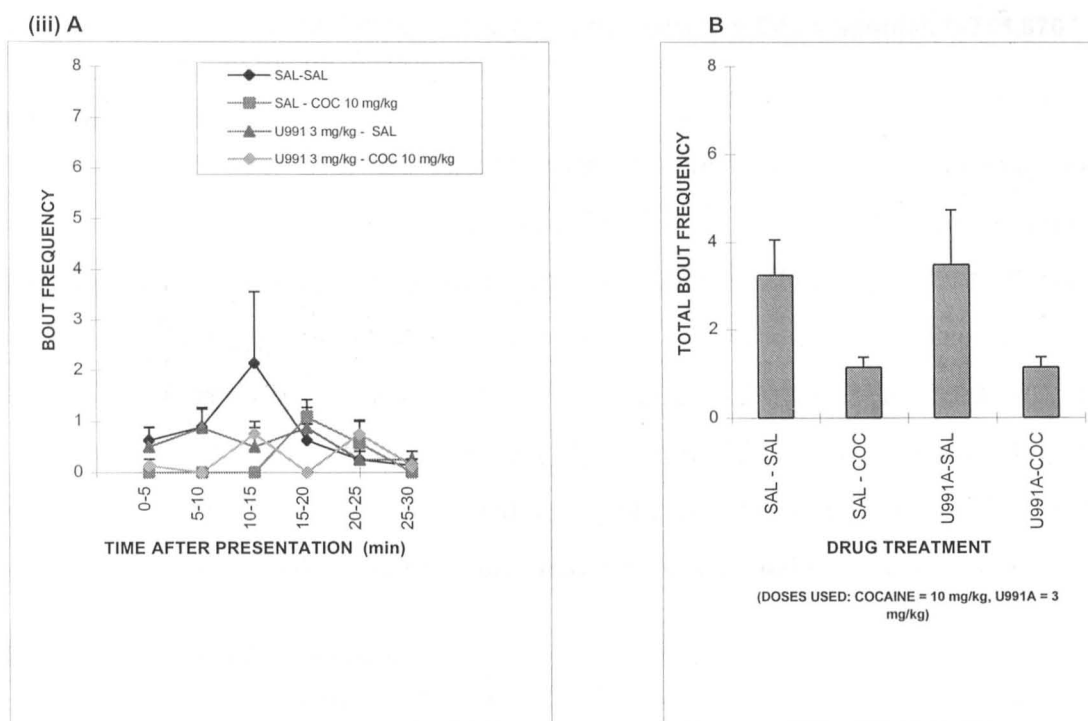 (iii) A
8
7
6
5
4
3
2
1
0
BOUT FREQUENCY
SAL-SAL
SAL - COC 10 mg/kg
U991 3 mg/kg - SAL
U991 3 mg/kg - COC 10 mg/kg
0-5
5-10
10-15
15-20
20-25
25-30
TIME AFTER PRESENTATION (min)
B
8
6
4
2
0
TOTAL BOUT FREQUENCY
SAL - SAL
SAL - COC
U991A-SAL
U991A-COC
DRUG TREATMENT
(DOSES USED: COCAINE = 10 mg/kg, U991A = 3
mg/kg)